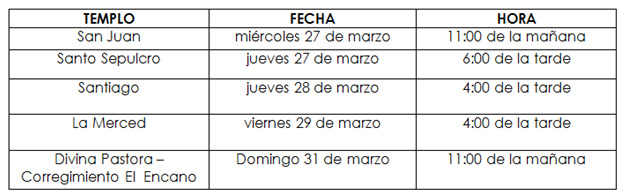 TEMPLO FECHA HORA
San Juan miércoles 27 de marzo 11:00 de la mañana
Santo Sepulcro jueves 27 de marzo 6:00 de la tarde
Santiago jueves 28 de marzo 4:00 de la tarde
La Merced viernes 29 de marzo 4:00 de la tarde
Divina Pastora – Domingo 31 de marzo 11:00 de la mañana
Corregimiento El Encano